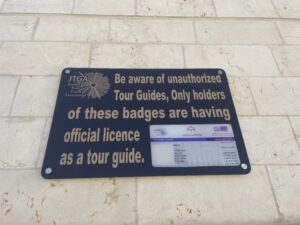 JTGA
Be aware of unauthorized
Tour Guides, Only holders
of these badges are having
official licence
as a tour guide.